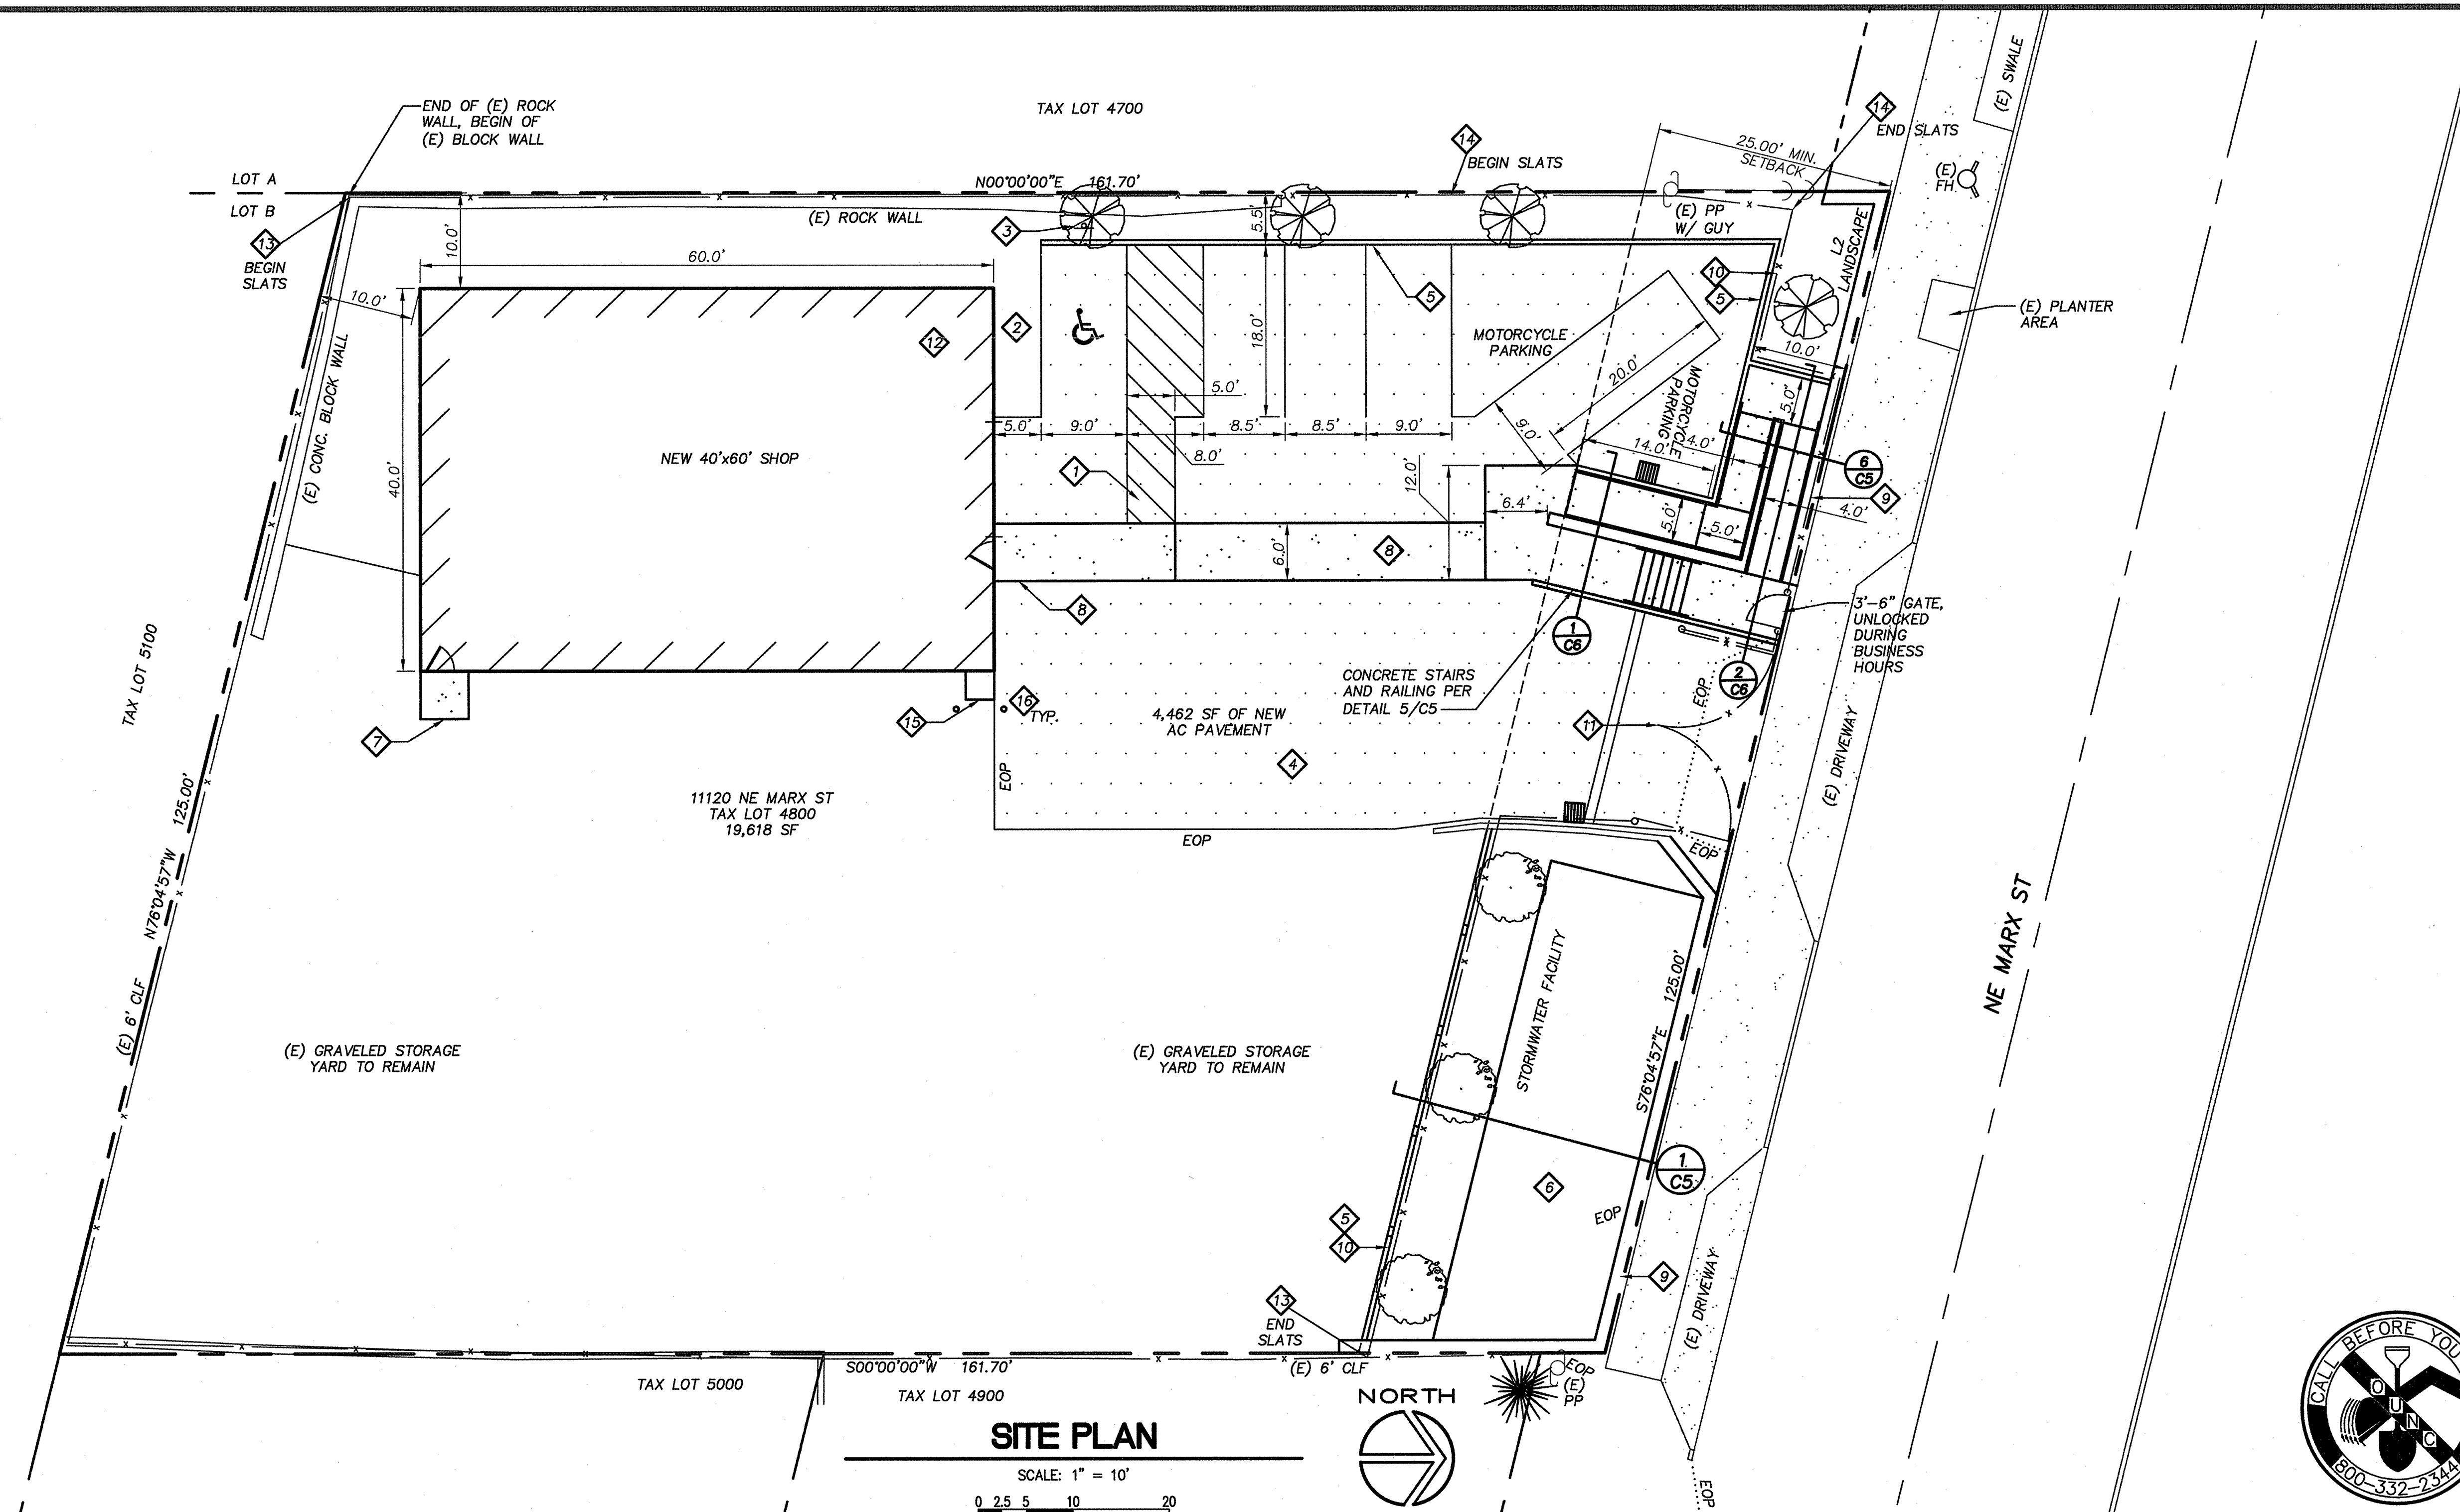 END OF (E) ROCK
WALL, BEGIN OF
(E) BLOCK WALL
TAX LOT 4700
14
BEGIN SLATS
14
END SLATS
25.00' MIN.
SETBACK
(E) SWALE
(E)
FH
LOT A
LOT B
N00°00'00"E 161.70'
(E) ROCK WALL
13
BEGIN
SLATS
10.0'
10.0'
60.0'
3
5.5'
(E) PP
W/ GUY
L2
LANDSCAPE
10
5
5
(E) PLANTER
AREA
12
2
18.0'
MOTORCYCLE
PARKING
20.0'
MOTORCYCLE
PARKING
10.0'
5.0'
5.0'
5.0'
9.0'
8.5'
8.5'
9.0'
8.0'
9.0'
14.0'
4.0'
6
C5
9
4.0'
(E) CONC. BLOCK WALL
40.0'
NEW 40'x60' SHOP
1
12.0'
6.4'
5.0'
5.0'
6.0'
8
8
3'-6" GATE,
UNLOCKED
DURING
BUSINESS
HOURS
1
C6
2
C6
CONCRETE STAIRS
AND RAILING PER
DETAIL 5/C5
TAX LOT 5100
7
15
16
TYP.
4,462 SF OF NEW
AC PAVEMENT
4
11
EOP
EOP
EOP
EOP
(E) DRIVEWAY
11120 NE MARX ST
TAX LOT 4800
19,618 SF
N76°04'57"W 125.00'
(E) 6' CLF
(E) GRAVELED STORAGE
YARD TO REMAIN
(E) GRAVELED STORAGE
YARD TO REMAIN
STORMWATER FACILITY
S76°04'57"E 125.00'
NE MARX ST
1
C5
6
EOP
5
10
9
13
END
SLATS
(E) DRIVEWAY
S00°00'00"W 161.70'
(E) 6' CLF
EOP
(E)
PP
TAX LOT 5000
TAX LOT 4900
NORTH
SITE PLAN
SCALE: 1" = 10'
0 2.5 5 10 20
EOP
CALL BEFORE YOU
O U N C
800-332-2344